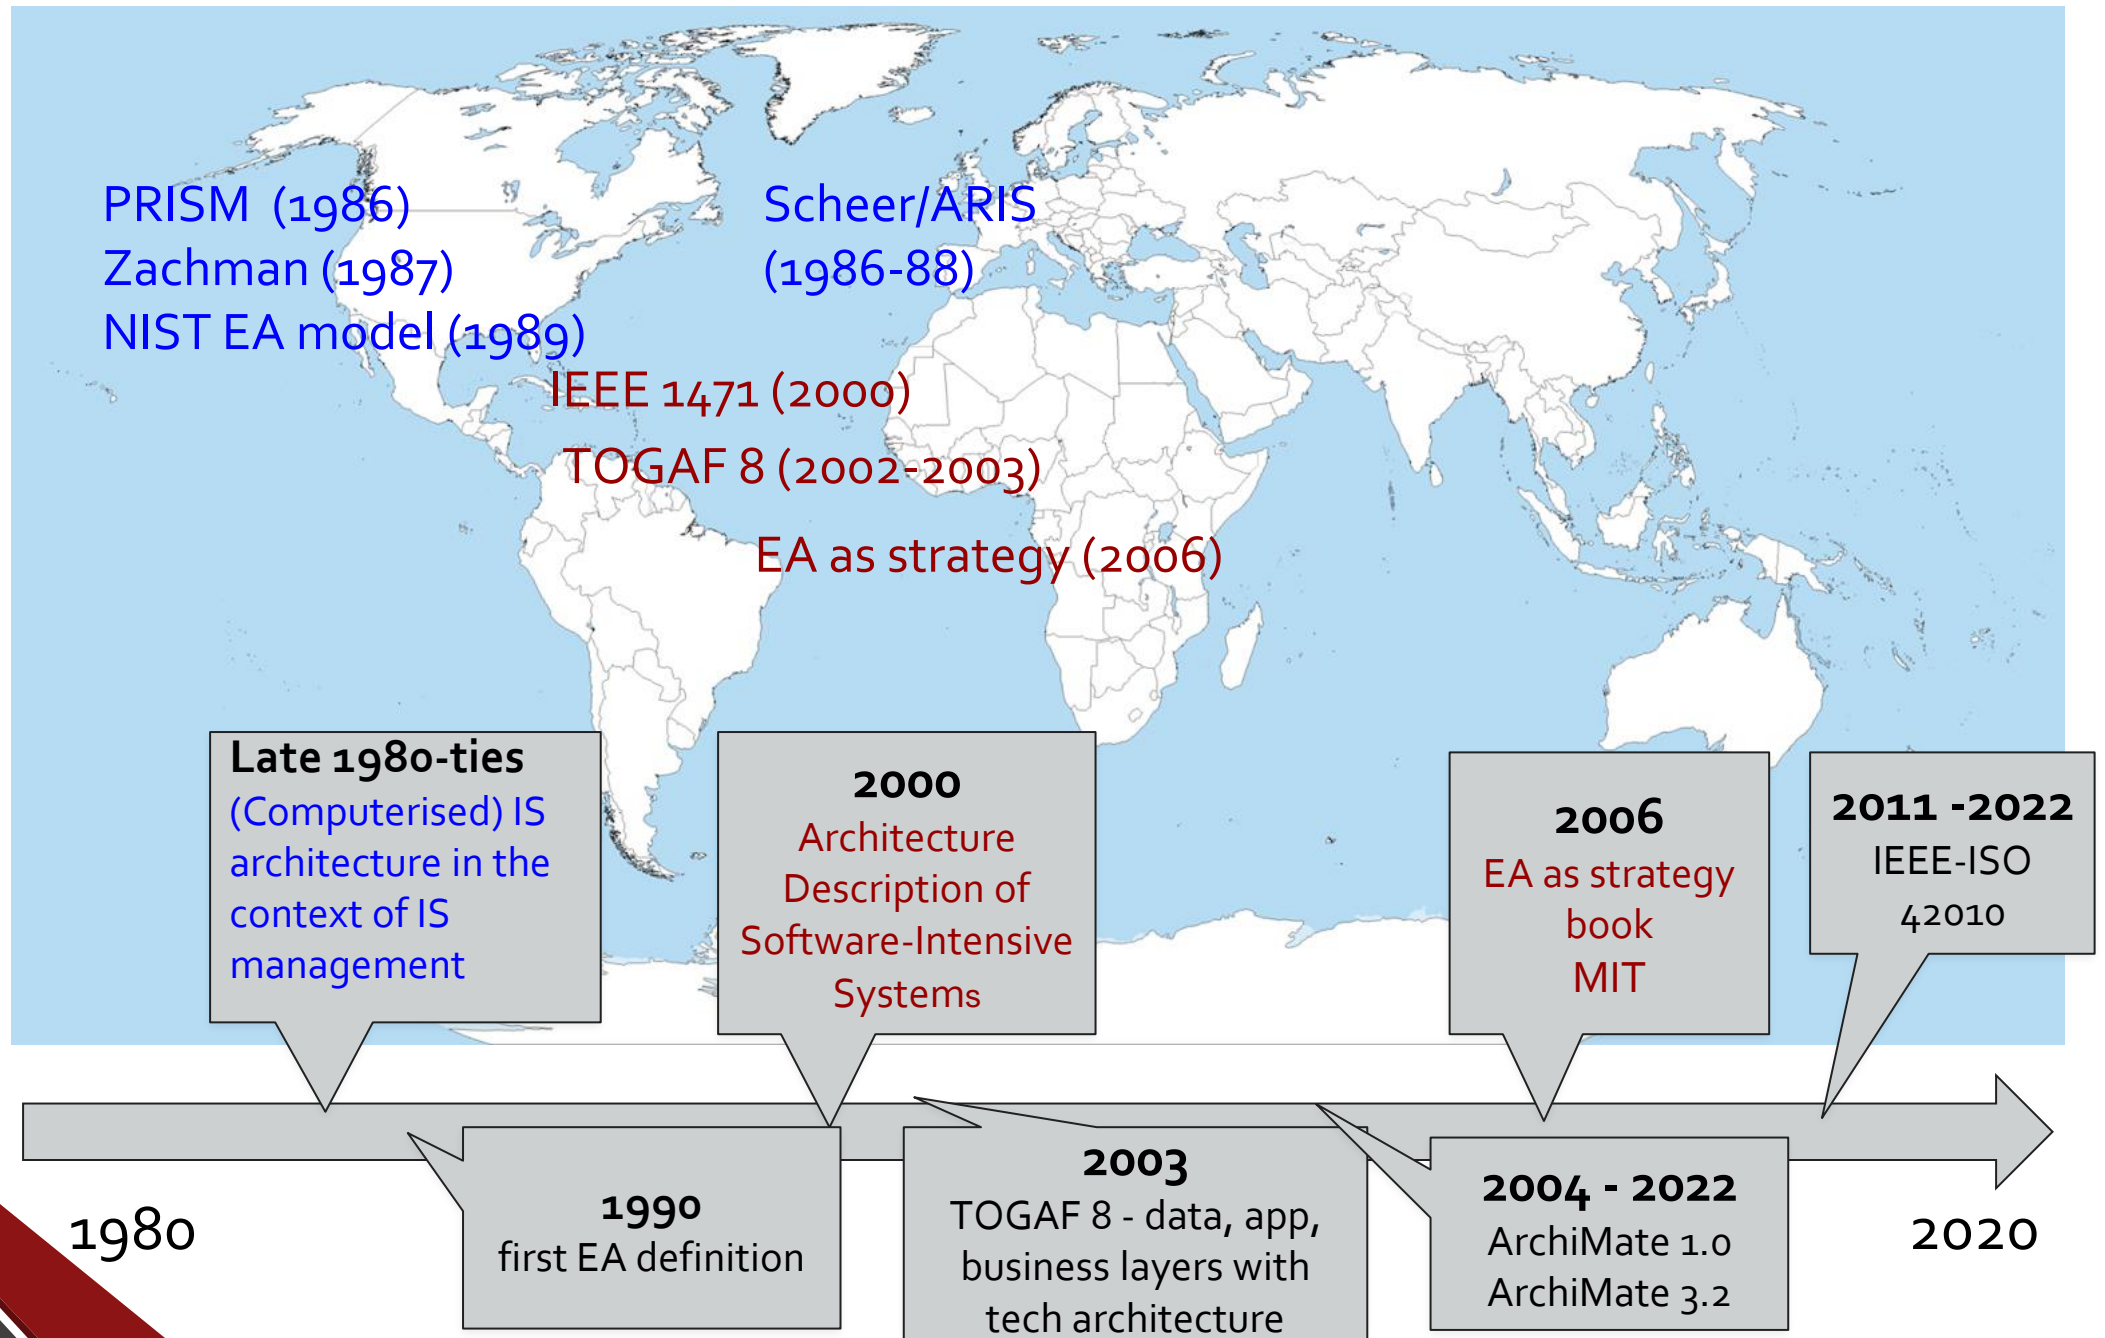 PRISM (1986)
Zachman (1987)
NIST EA model (1989)
Scheer/ARIS
(1986-88)
IEEE 1471 (2000)
TOGAF 8 (2002-2003)
EA as strategy (2006)
Late 1980-ties
(Computerised) IS
architecture in the
context of IS
management
2000
Architecture
Description of
Software-Intensive
Systems
2006
EA as strategy
book
MIT
2011 -2022
IEEE-ISO
42010
1980
1990
first EA definition
2003
TOGAF 8 - data, app,
business layers with
tech architecture
2004 - 2022
ArchiMate 1.0
ArchiMate 3.2
2020